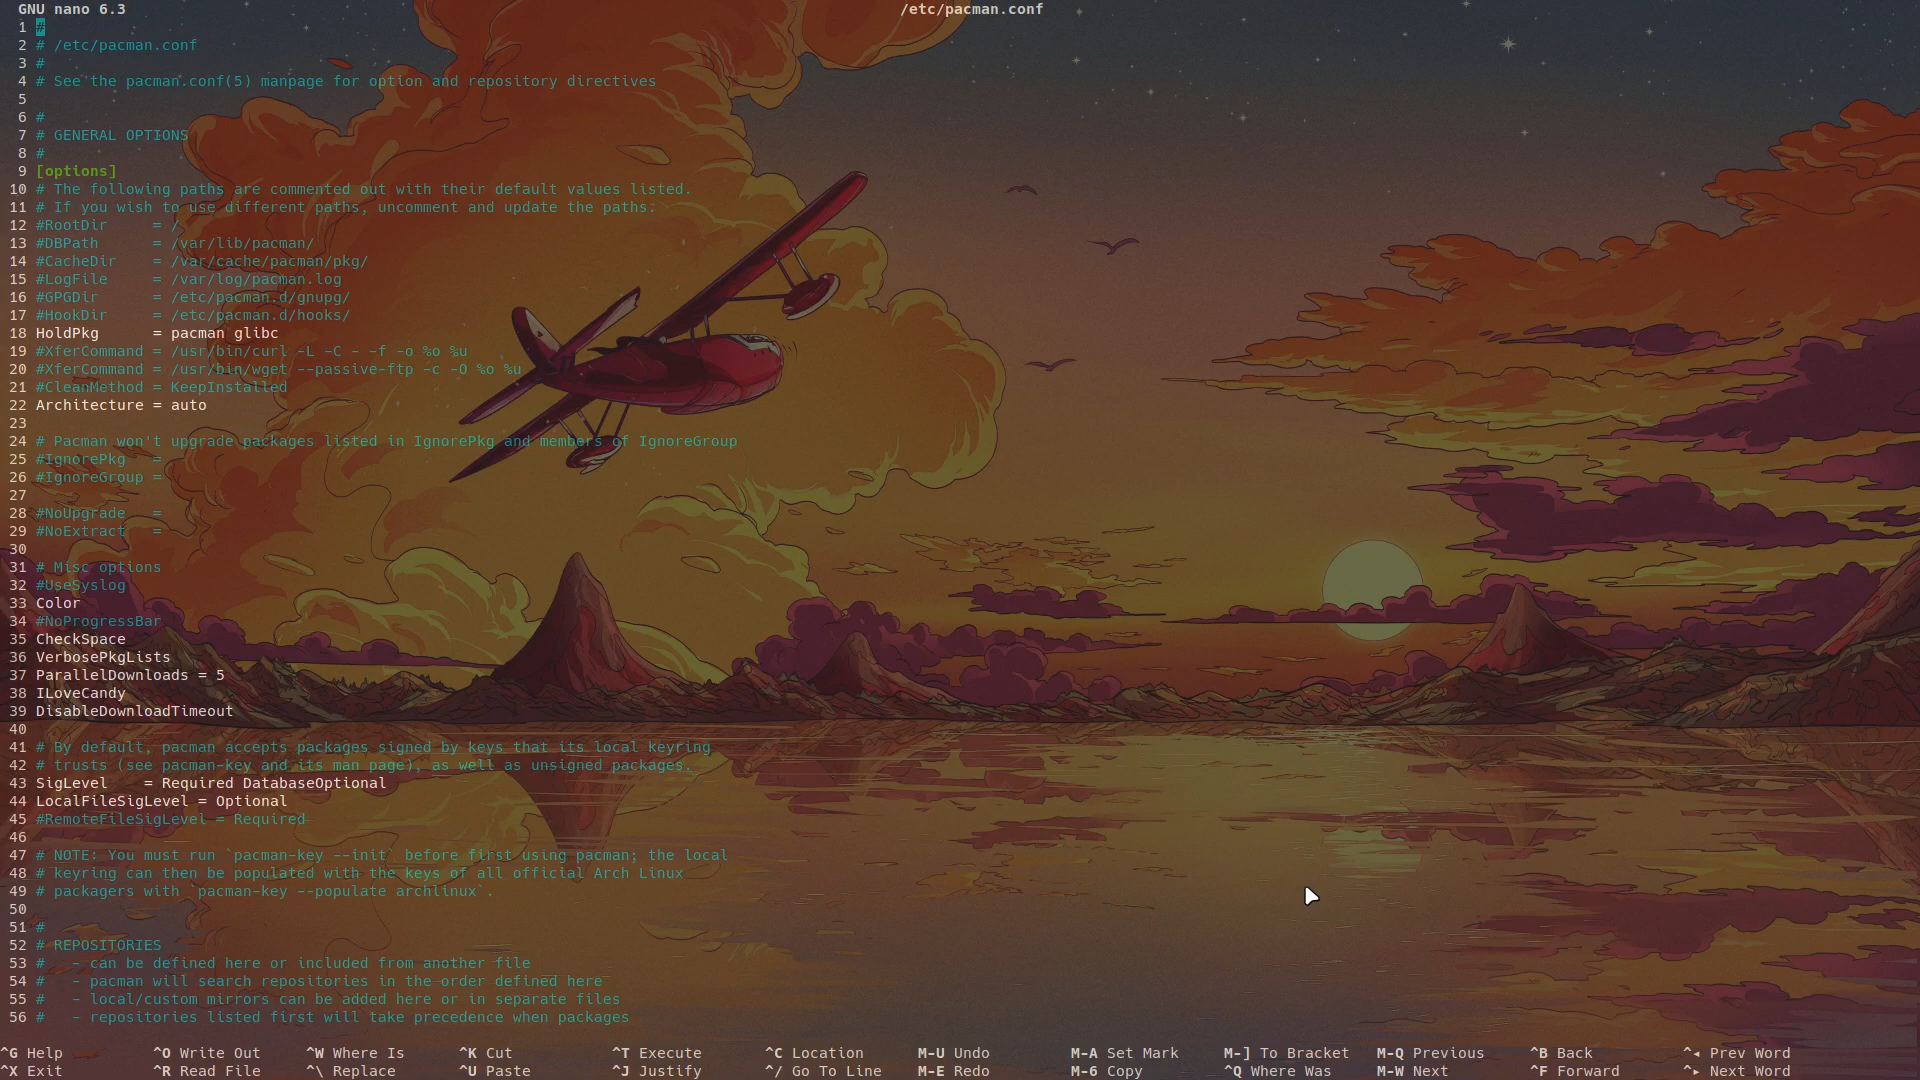 GNU nano 6.3 /etc/pacman.conf
1 #
2 # /etc/pacman.conf
3 #
4 # See the pacman.conf(5) manpage for option and repository directives
5
6 #
7 # GENERAL OPTIONS
8 #
9 [options]
10 # The following paths are commented out with their default values listed.
11 # If you wish to use different paths, uncomment and update the paths.
12 #RootDir     = /
13 #DBPath      = /var/lib/pacman/
14 #CacheDir    = /var/cache/pacman/pkg/
15 #LogFile     = /var/log/pacman.log
16 #GPGDir      = /etc/pacman.d/gnupg/
17 #HookDir     = /etc/pacman.d/hooks/
18 HoldPkg      = pacman glibc
19 #XferCommand = /usr/bin/curl -L -C - -f -o %o %u
20 #XferCommand = /usr/bin/wget --passive-ftp -c -O %o %u
21 #CleanMethod = KeepInstalled
22 Architecture = auto
23
24 # Pacman won't upgrade packages listed in IgnorePkg and members of IgnoreGroup
25 #IgnorePkg   =
26 #IgnoreGroup =
27
28 #NoUpgrade   =
29 #NoExtract   =
30
31 # Misc options
32 #UseSyslog
33 Color
34 #NoProgressBar
35 CheckSpace
36 VerbosePkgLists
37 ParallelDownloads = 5
38 ILoveCandy
39 DisableDownloadTimeout
40
41 # By default, pacman accepts packages signed by keys that its local keyring
42 # trusts (see pacman-key and its man page), as well as unsigned packages.
43 SigLevel    = Required DatabaseOptional
44 LocalFileSigLevel = Optional
45 #RemoteFileSigLevel = Required
46
47 # NOTE: You must run `pacman-key --init` before first using pacman; the local
48 # keyring can then be populated with the keys of all official Arch Linux
49 # packagers with `pacman-key --populate archlinux`.
50
51 #
52 # REPOSITORIES
53 #   - can be defined here or included from another file
54 #   - pacman will search repositories in the order defined here
55 #   - local/custom mirrors can be added here or in separate files
56 #   - repositories listed first will take precedence when packages
^G Help ^O Write Out ^W Where Is ^K Cut ^T Execute ^C Location M-U Undo M-A Set Mark M-] To Bracket M-Q Previous ^B Back ^◂ Prev Word
^X Exit ^R Read File ^\ Replace ^U Paste ^J Justify ^/ Go To Line M-E Redo M-6 Copy ^Q Where Was M-W Next ^F Forward ^▸ Next Word